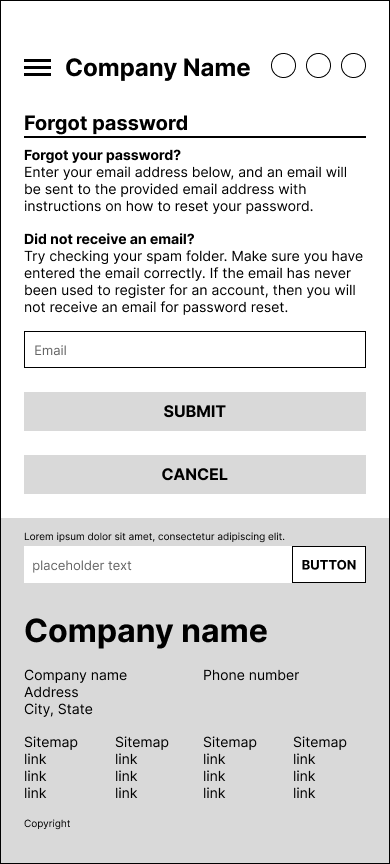 Company Name
Forgot password
Forgot your password?
Enter your email address below, and an email will
be sent to the provided email address with
instructions on how to reset your password.
Did not receive an email?
Try checking your spam folder. Make sure you have
entered the email correctly. If the email has never
been used to register for an account, then you will
not receive an email for password reset.
Email
SUBMIT
CANCEL
Lorem ipsum dolor sit amet, consectetur adipiscing elit.
placeholder text BUTTON
Company name
Company name Phone number
Address
City, State
Sitemap Sitemap Sitemap Sitemap
link link link link
link link link link
link link link link
Copyright